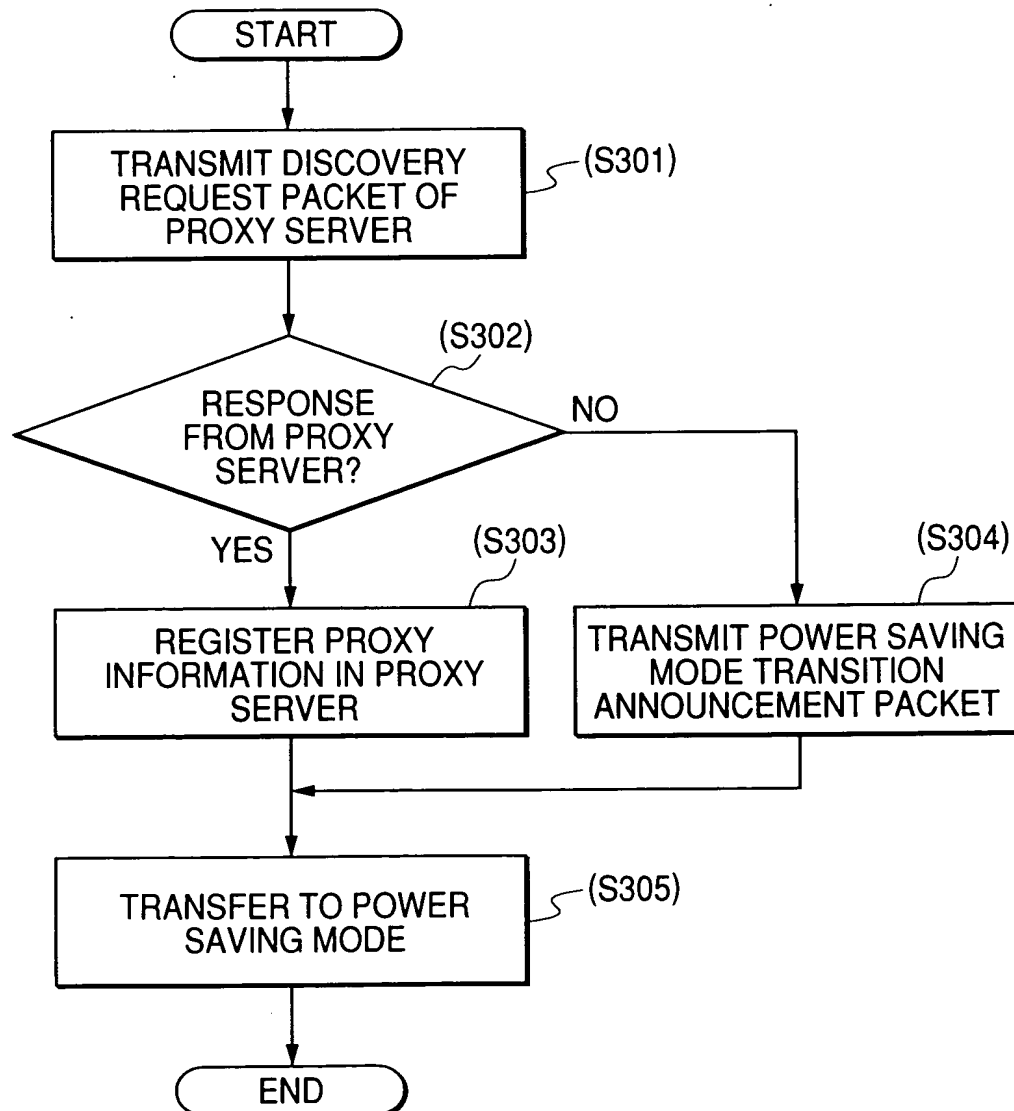 START
TRANSMIT DISCOVERY
REQUEST PACKET OF
PROXY SERVER
(S301)
(S302)
RESPONSE
FROM PROXY
SERVER?
NO
YES
(S303)
(S304)
REGISTER PROXY
INFORMATION IN PROXY
SERVER
TRANSMIT POWER SAVING
MODE TRANSITION
ANNOUNCEMENT PACKET
TRANSFER TO POWER
SAVING MODE
(S305)
END